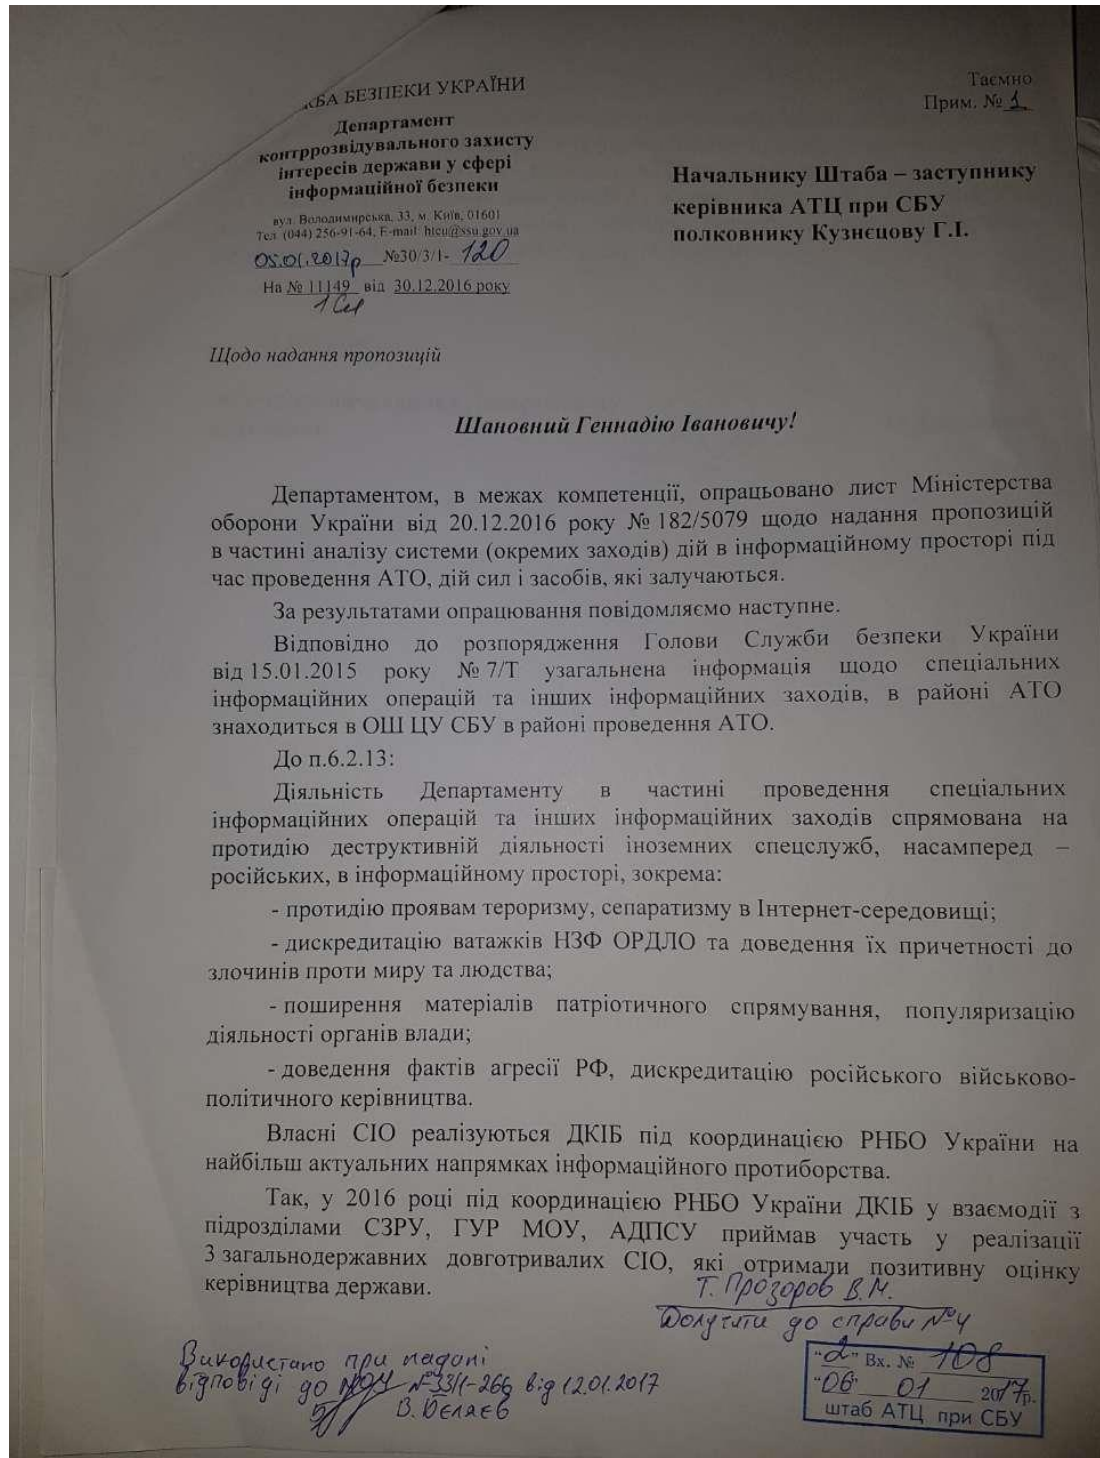 БА БЕЗПЕКИ УКРАЇНИ
Департамент
контррозвідувального захисту
інтересів держави у сфері
інформаційної безпеки
вул. Володимирська, 33, м. Київ, 01601
Тел. (044) 256-91-64, E-mail: htcu@ssu.gov.ua
05.01.2017р №30/3/1- 120
На № 11149 від 30.12.2016 року
Таємно
Прим. № 1
Начальнику Штаба – заступнику
керівника АТЦ при СБУ
полковнику Кузнєцову Г.І.
Щодо надання пропозицій
Шановний Геннадію Івановичу!
Департаментом, в межах компетенції, опрацьовано лист Міністерства
оборони України від 20.12.2016 року № 182/5079 щодо надання пропозицій
в частині аналізу системи (окремих заходів) дій в інформаційному просторі під
час проведення АТО, дій сил і засобів, які залучаються.
За результатами опрацювання повідомляємо наступне.
Відповідно до розпорядження Голови Служби безпеки України
від 15.01.2015 року № 7/Т узагальнена інформація щодо спеціальних
інформаційних операцій та інших інформаційних заходів, в районі АТО
знаходиться в ОШ ЦУ СБУ в районі проведення АТО.
До п.6.2.13:
Діяльність Департаменту в частині проведення спеціальних
інформаційних операцій та інших інформаційних заходів спрямована на
протидію деструктивній діяльності іноземних спецслужб, насамперед –
російських, в інформаційному просторі, зокрема:
- протидію проявам тероризму, сепаратизму в Інтернет-середовищі;
- дискредитацію ватажків НЗФ ОРДЛО та доведення їх причетності до
злочинів проти миру та людства;
- поширення матеріалів патріотичного спрямування, популяризацію
діяльності органів влади;
- доведення фактів агресії РФ, дискредитацію російського військово-
політичного керівництва.
Власні СІО реалізуються ДКІБ під координацією РНБО України на
найбільш актуальних напрямках інформаційного протиборства.
Так, у 2016 році під координацією РНБО України ДКІБ у взаємодії з
підрозділами СЗРУ, ГУР МОУ, АДПСУ приймав участь у реалізації
3 загальнодержавних довготривалих СІО, які отримали позитивну оцінку
керівництва держави.
Т. Прозоров В.М.
Долучити до справи №4
Використано при наданні
відповіді до №33/1-266 від 12.01.2017
В. Бєляєв
"2" Вх. № 108
"06" 01 2017р.
штаб АТЦ при СБУ